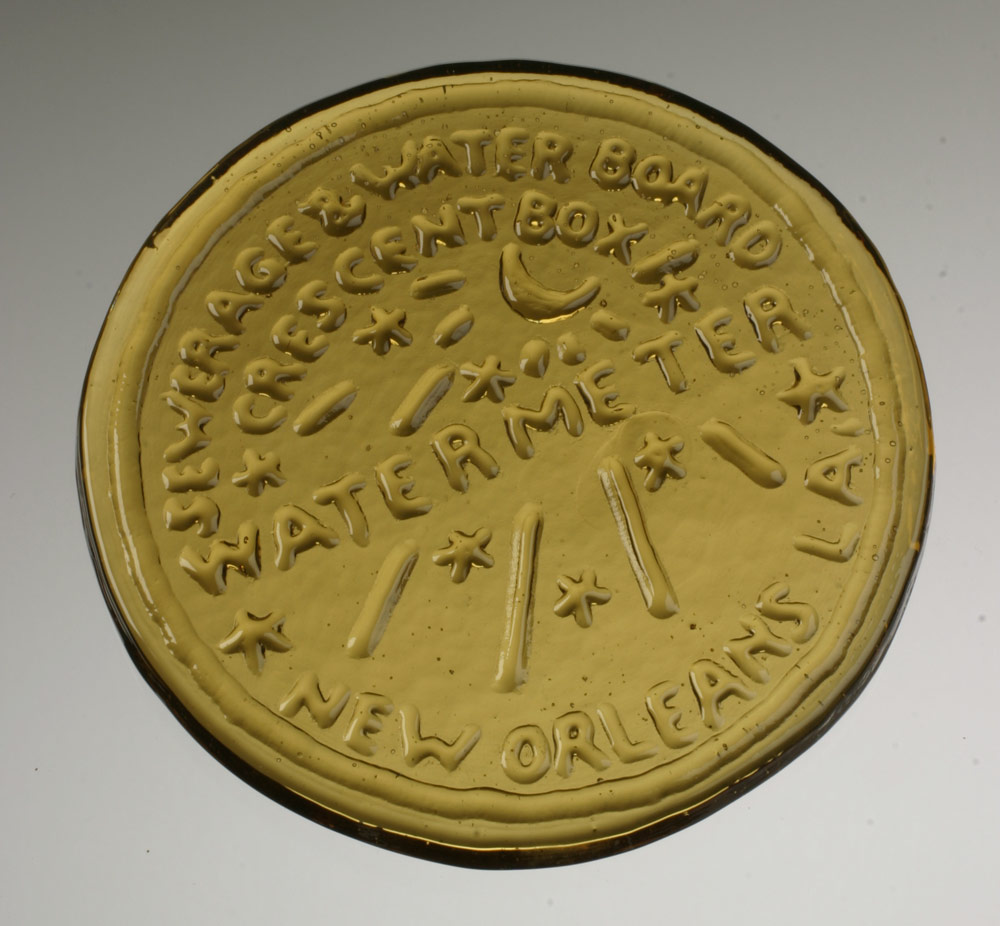 SEWERAGE & WATER BOARD
CRESCENT BOX
WATER METER
NEW ORLEANS LA.